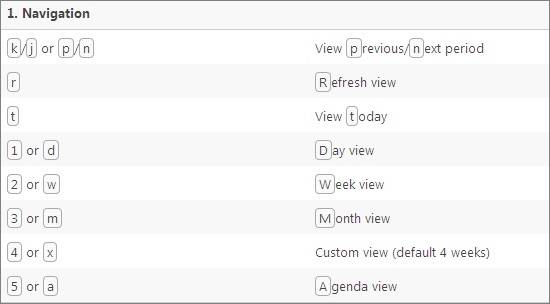 1. Navigation
k/j or p/n View previous/next period
r Refresh view
t View today
1 or d Day view
2 or w Week view
3 or m Month view
4 or x Custom view (default 4 weeks)
5 or a Agenda view